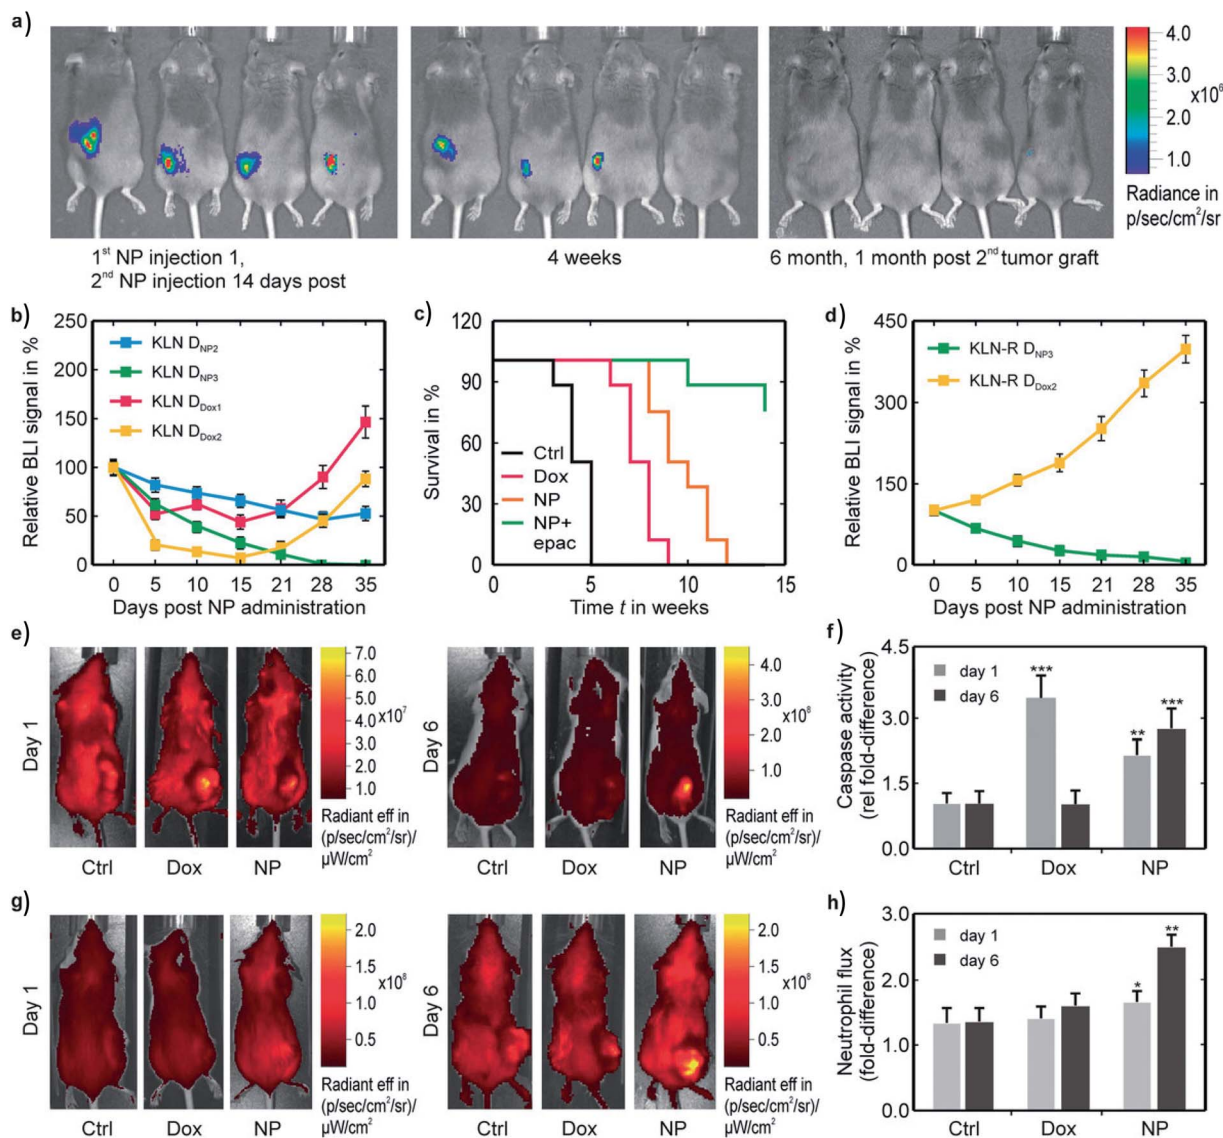 a)
4.0
3.0
2.0
1.0
x10⁶
Radiance in
p/sec/cm²/sr
1ˢᵗ NP injection 1,
2ⁿᵈ NP injection 14 days post
4 weeks
6 month, 1 month post 2ⁿᵈ tumor graft
b)
250
200
150
100
50
0
Relative BLI signal in %
KLN D_NP2
KLN D_NP3
KLN D_Dox1
KLN D_Dox2
0 5 10 15 21 28 35
Days post NP administration
c)
120
90
60
30
0
Survival in %
Ctrl
Dox
NP
NP+
epac
0 5 10 15
Time t in weeks
d)
450
300
150
0
Relative BLI signal in %
KLN-R D_NP3
KLN-R D_Dox2
0 5 10 15 21 28 35
Days post NP administration
e)
Day 1
Ctrl Dox NP
7.0
6.0
5.0
4.0
3.0
2.0
1.0
x10⁷
Radiant eff in
(p/sec/cm²/sr)/
µW/cm²
Day 6
Ctrl Dox NP
4.0
3.0
2.0
1.0
x10⁸
Radiant eff in
(p/sec/cm²/sr)/
µW/cm²
f)
4.5
3.0
1.5
0.0
Caspase activity
(rel fold-difference)
day 1
day 6
***
**
***
Ctrl Dox NP
g)
Day 1
Ctrl Dox NP
2.0
1.5
1.0
0.5
x10⁸
Radiant eff in
(p/sec/cm²/sr)/
µW/cm²
Day 6
Ctrl Dox NP
2.0
1.5
1.0
0.5
x10⁸
Radiant eff in
(p/sec/cm²/sr)/
µW/cm²
h)
3.0
2.0
1.0
0.0
Neutrophil flux
(fold-difference)
day 1
day 6
*
**
Ctrl Dox NP